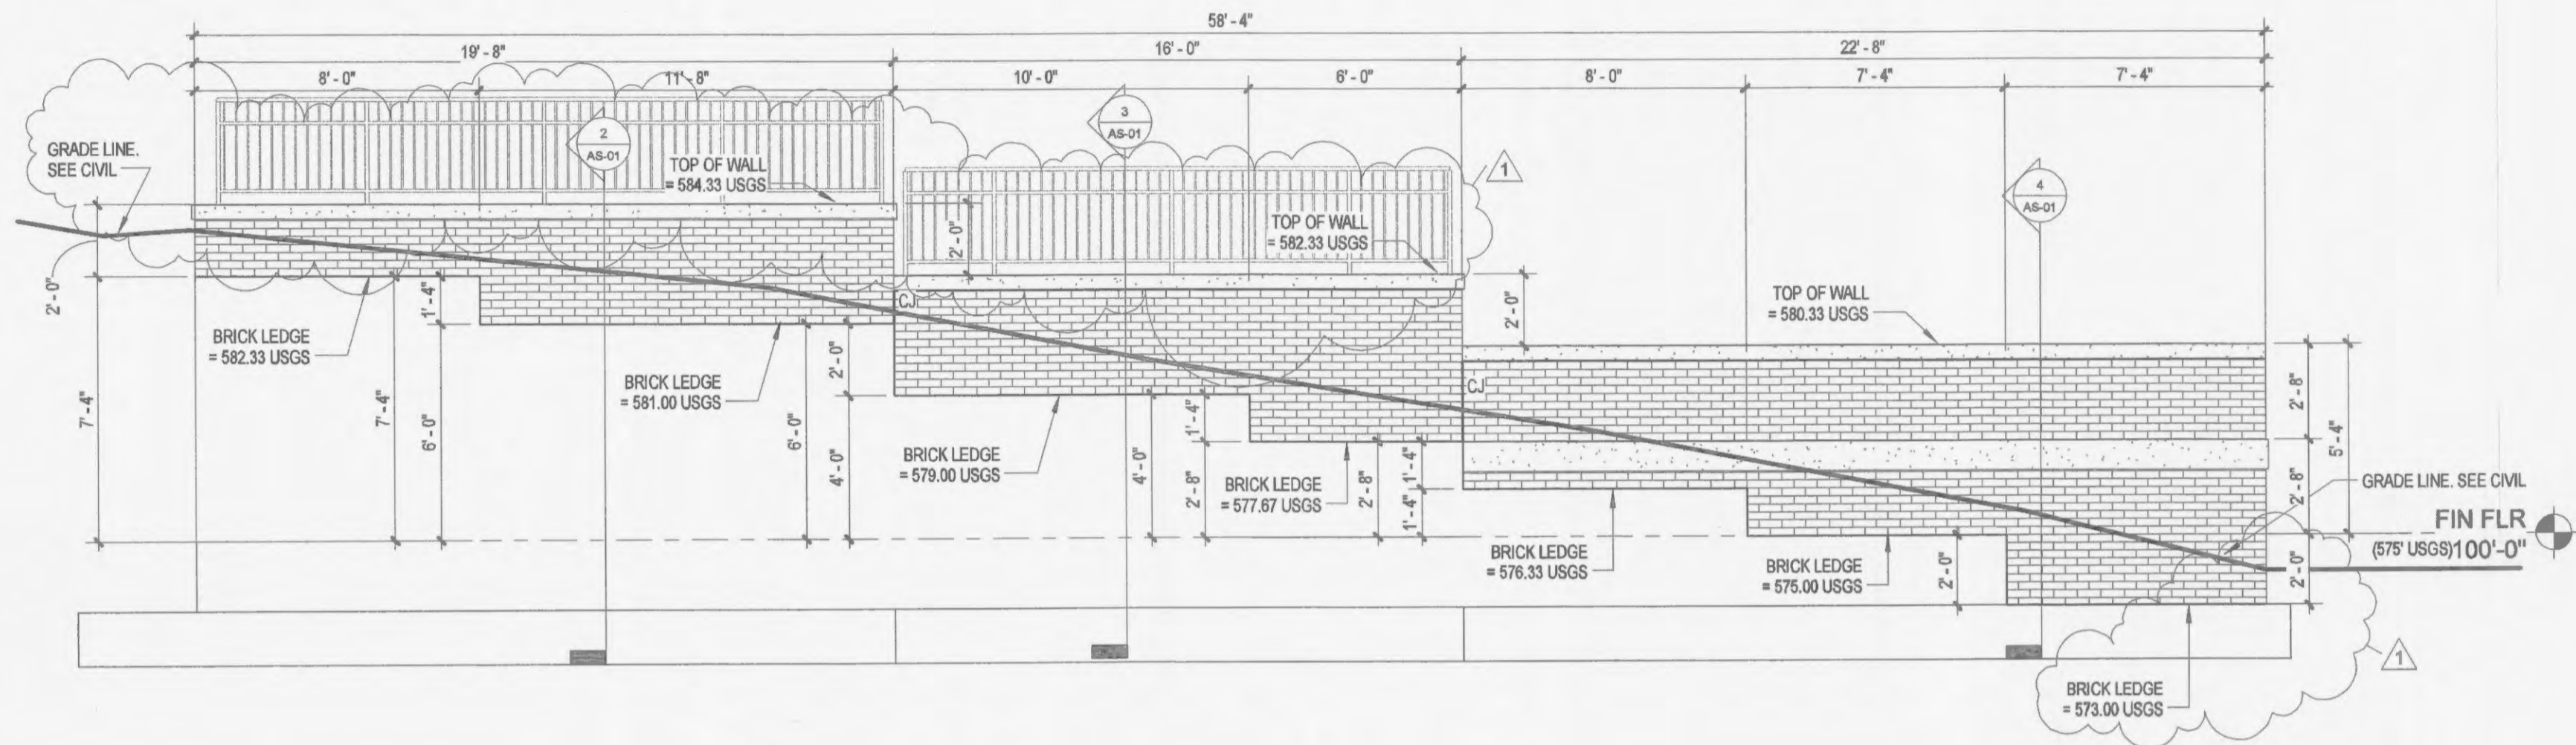 58' - 4"
19' - 8"
16' - 0"
22' - 8"
8' - 0"
11' - 8"
10' - 0"
6' - 0"
8' - 0"
7' - 4"
7' - 4"
GRADE LINE.
SEE CIVIL
2
AS-01
3
AS-01
4
AS-01
TOP OF WALL
= 584.33 USGS
1
TOP OF WALL
= 582.33 USGS
TOP OF WALL
= 580.33 USGS
2' - 0"
2' - 0"
2' - 0"
CJ
CJ
BRICK LEDGE
= 582.33 USGS
BRICK LEDGE
= 581.00 USGS
BRICK LEDGE
= 579.00 USGS
BRICK LEDGE
= 577.67 USGS
BRICK LEDGE
= 576.33 USGS
BRICK LEDGE
= 575.00 USGS
BRICK LEDGE
= 573.00 USGS
7' - 4"
7' - 4"
1' - 4"
6' - 0"
6' - 0"
2' - 0"
4' - 0"
4' - 0"
1' - 4"
2' - 8"
2' - 8"
1' - 4"
1' - 4"
2' - 0"
2' - 8"
5' - 4"
2' - 8"
2' - 0"
GRADE LINE. SEE CIVIL
FIN FLR
(575' USGS)100'-0"
1